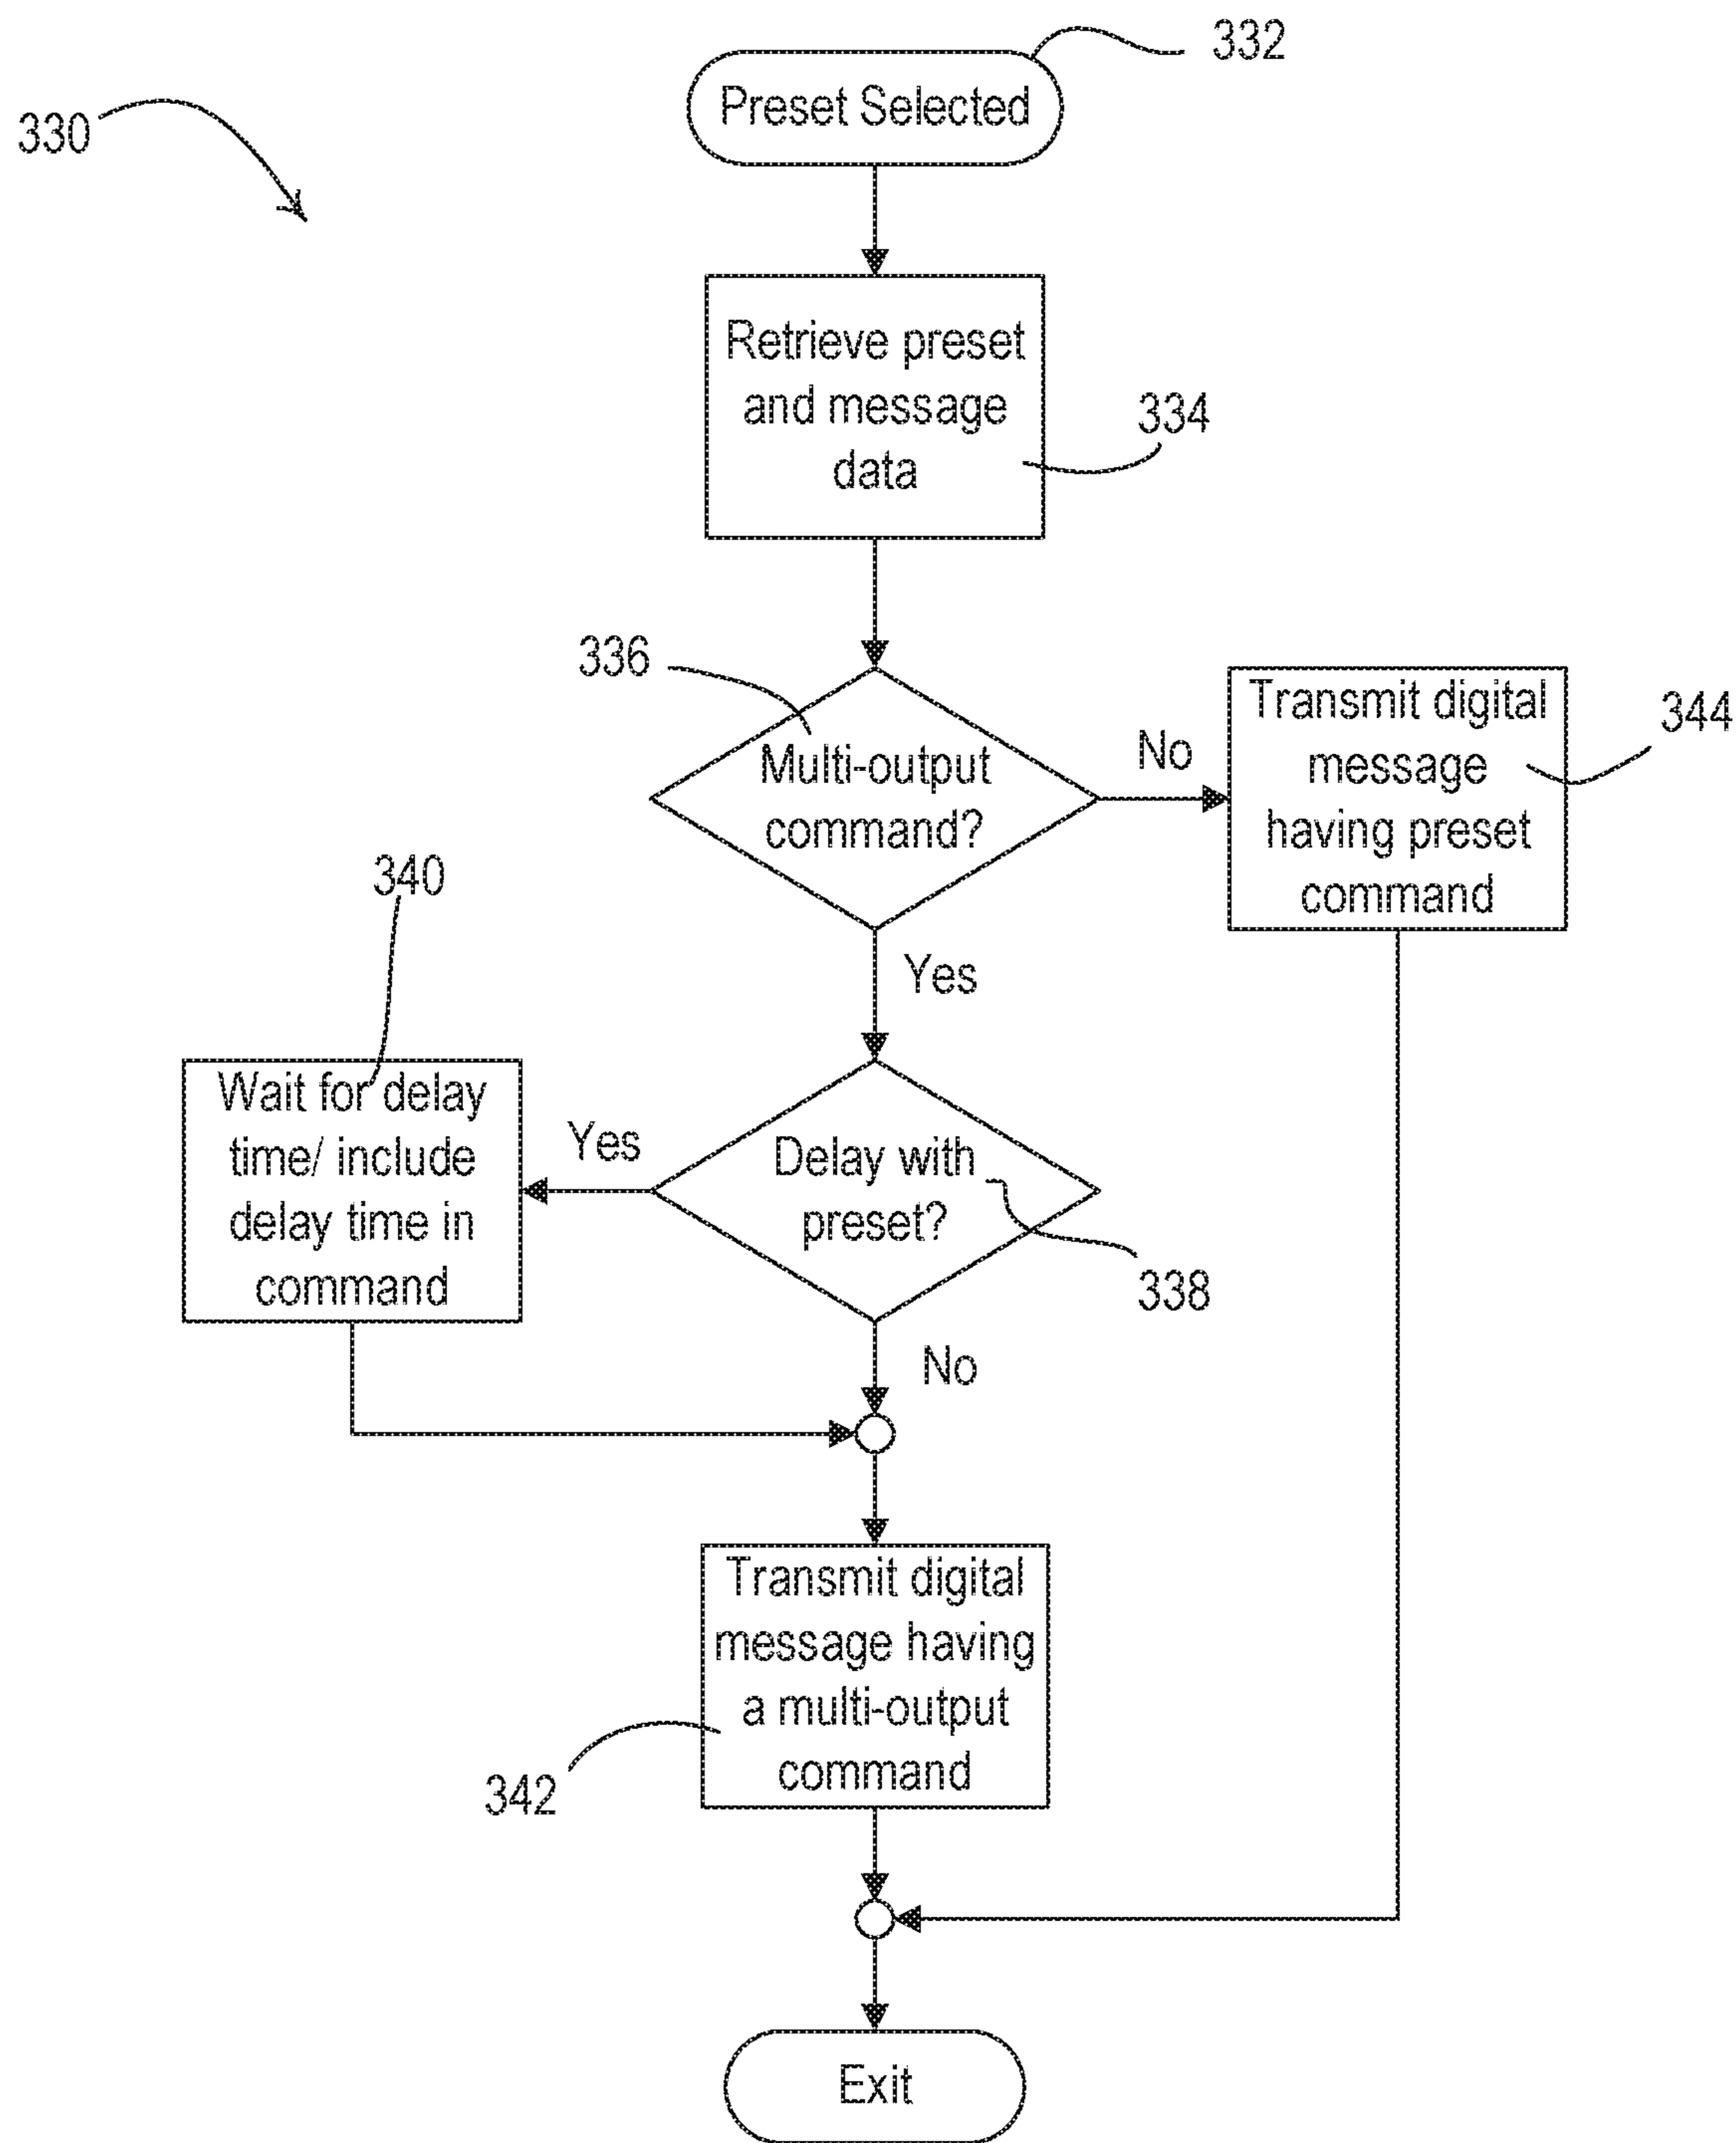 332
Preset Selected
330
Retrieve preset
and message
data
334
336
Multi-output
command?
No
Transmit digital
message
having preset
command
344
Yes
340
Wait for delay
time/ include
delay time in
command
Yes
Delay with
preset?
338
No
Transmit digital
message having
a multi-output
command
342
Exit